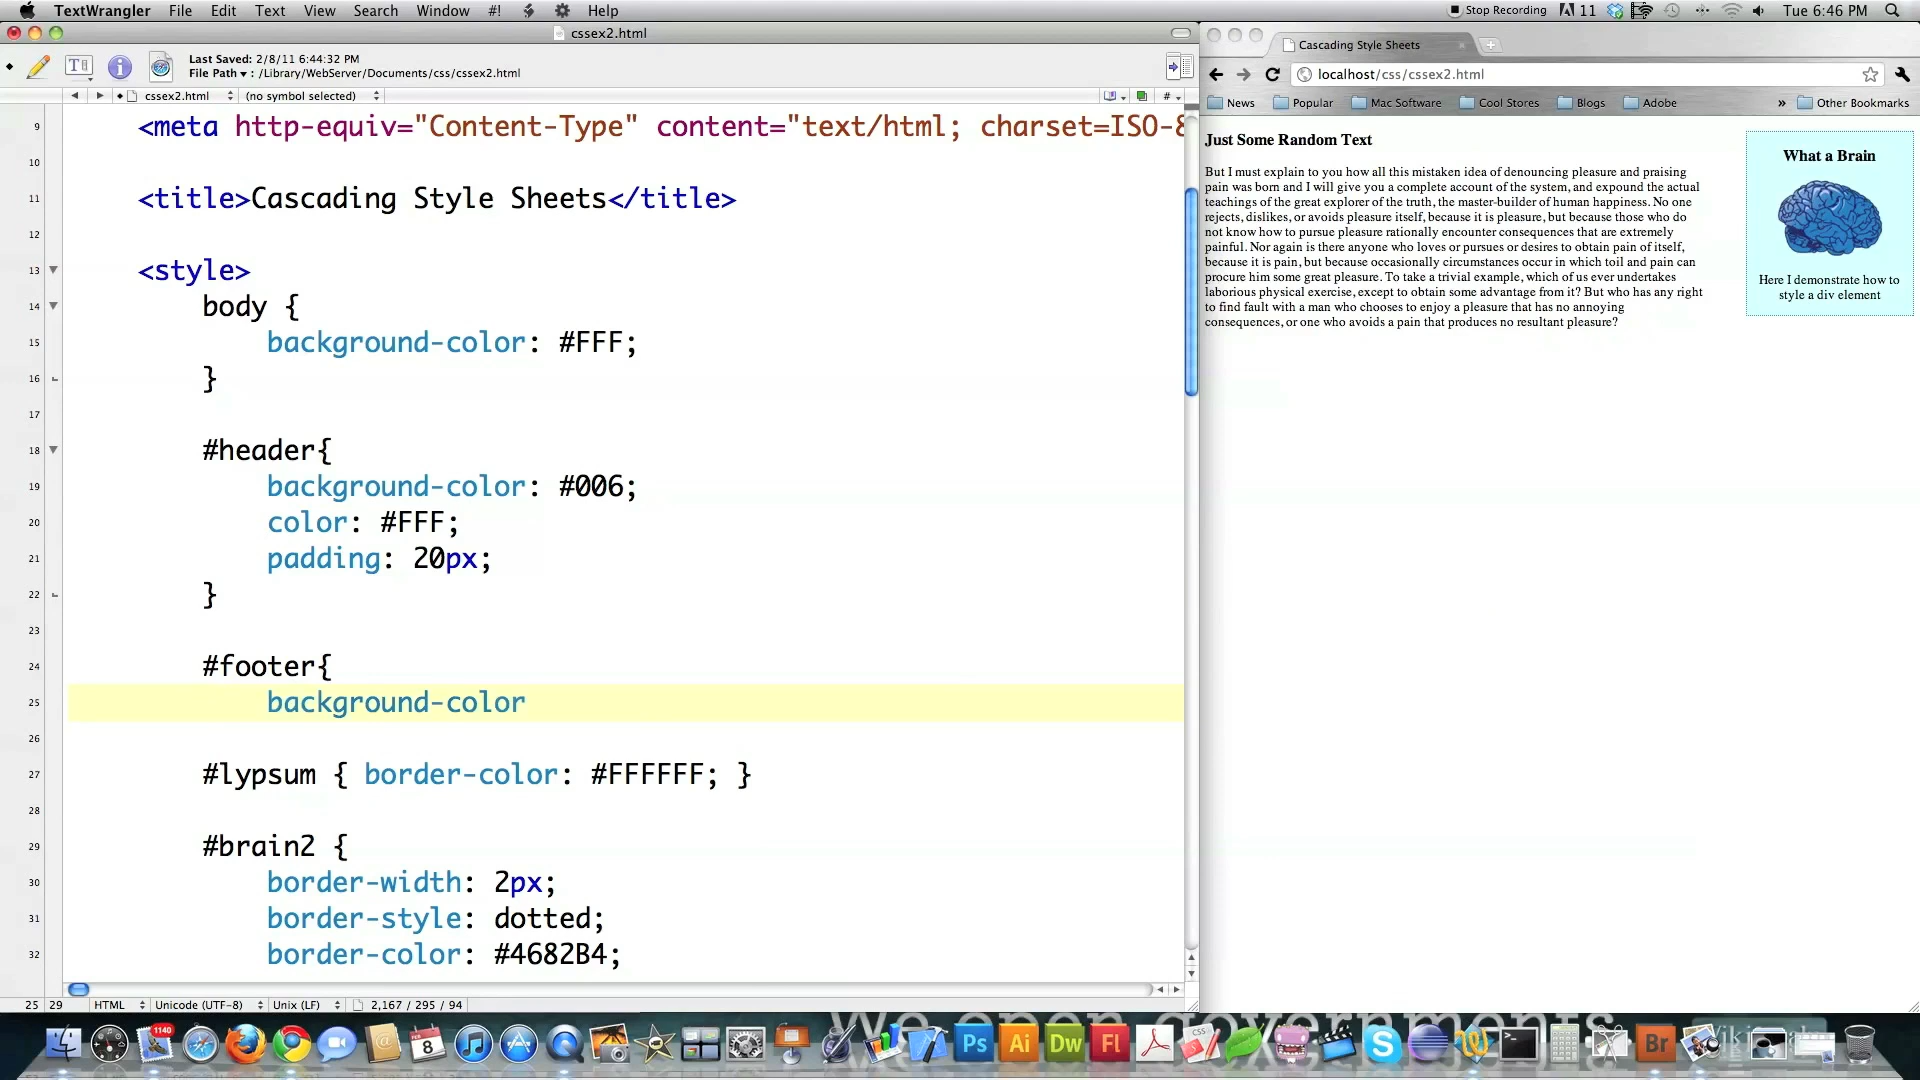 TextWrangler File Edit Text View Search Window #! Help
Stop Recording 11 Tue 6:46 PM
cssex2.html
Last Saved: 2/8/11 6:44:32 PM
File Path ▾ : /Library/WebServer/Documents/css/cssex2.html
cssex2.html (no symbol selected) #
9 <meta http-equiv="Content-Type" content="text/html; charset=ISO-8
10
11 <title>Cascading Style Sheets</title>
12
13 <style>
14 body {
15 background-color: #FFF;
16 }
17
18 #header{
19 background-color: #006;
20 color: #FFF;
21 padding: 20px;
22 }
23
24 #footer{
25 background-color
26
27 #lypsum { border-color: #FFFFFF; }
28
29 #brain2 {
30 border-width: 2px;
31 border-style: dotted;
32 border-color: #4682B4;
25 29 HTML Unicode (UTF-8) Unix (LF) 2,167 / 295 / 94
Cascading Style Sheets
localhost/css/cssex2.html
News Popular Mac Software Cool Stores Blogs Adobe » Other Bookmarks
Just Some Random Text
But I must explain to you how all this mistaken idea of denouncing pleasure and praising
pain was born and I will give you a complete account of the system, and expound the actual
teachings of the great explorer of the truth, the master-builder of human happiness. No one
rejects, dislikes, or avoids pleasure itself, because it is pleasure, but because those who do
not know how to pursue pleasure rationally encounter consequences that are extremely
painful. Nor again is there anyone who loves or pursues or desires to obtain pain of itself,
because it is pain, but because occasionally circumstances occur in which toil and pain can
procure him some great pleasure. To take a trivial example, which of us ever undertakes
laborious physical exercise, except to obtain some advantage from it? But who has any right
to find fault with a man who chooses to enjoy a pleasure that has no annoying
consequences, or one who avoids a pain that produces no resultant pleasure?
What a Brain
Here I demonstrate how to
style a div element
We open governments.
1140 FEB 8 Ps Ai Dw Fl CSS Br